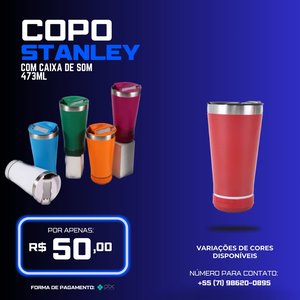 COPO
STANLEY
COM CAIXA DE SOM
473ML
POR APENAS:
R$ 50,00
FORMA DE PAGAMENTO: pix
VARIAÇÕES DE CORES
DISPONÍVEIS
NÚMERO PARA CONTATO:
+55 (71) 98620-0895